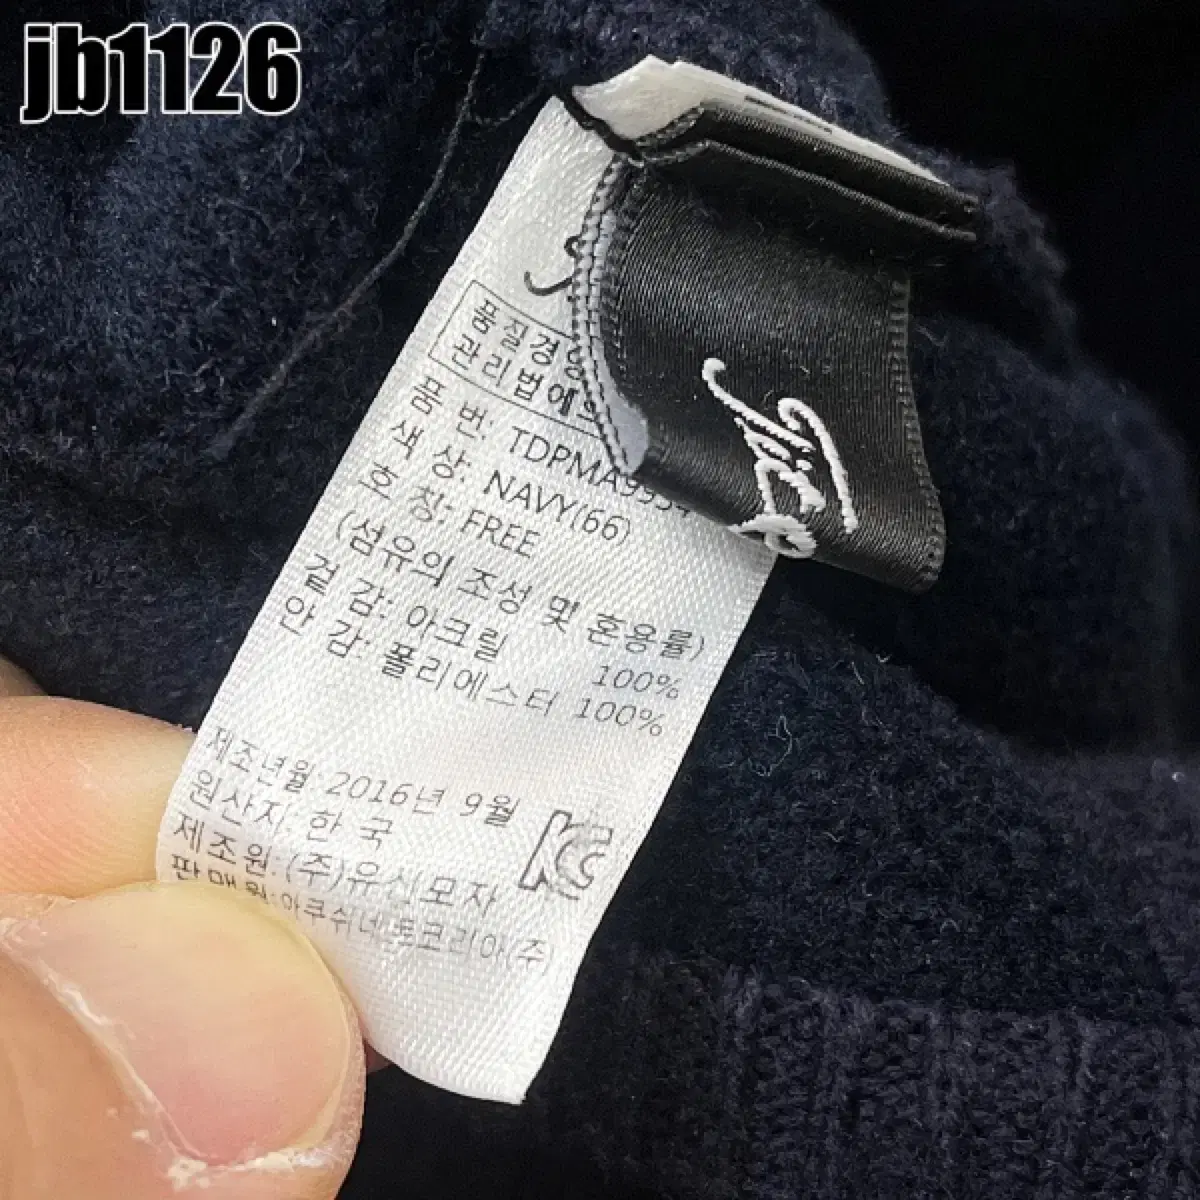 jb1126
품질경영
관리법에의
품 번: TDPMA9934
색 상: NAVY(66)
호 칭: FREE
(섬유의 조성 및 혼용률)
겉 감: 아크릴 100%
안 감: 폴리에스터 100%
제조년월: 2016년 9월
원산지: 한 국
제조원: (주)유신모자
판매원: 아쿠쉬네트코리아(주)